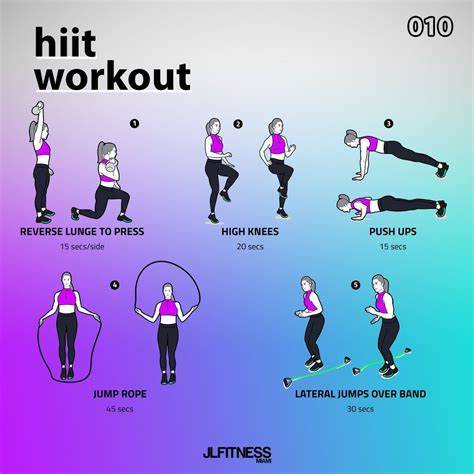 hiit
workout
010
1
REVERSE LUNGE TO PRESS
15 secs/side
2
HIGH KNEES
20 secs
3
PUSH UPS
15 secs
4
JUMP ROPE
45 secs
5
LATERAL JUMPS OVER BAND
30 secs
JLFITNESS
MIAMI